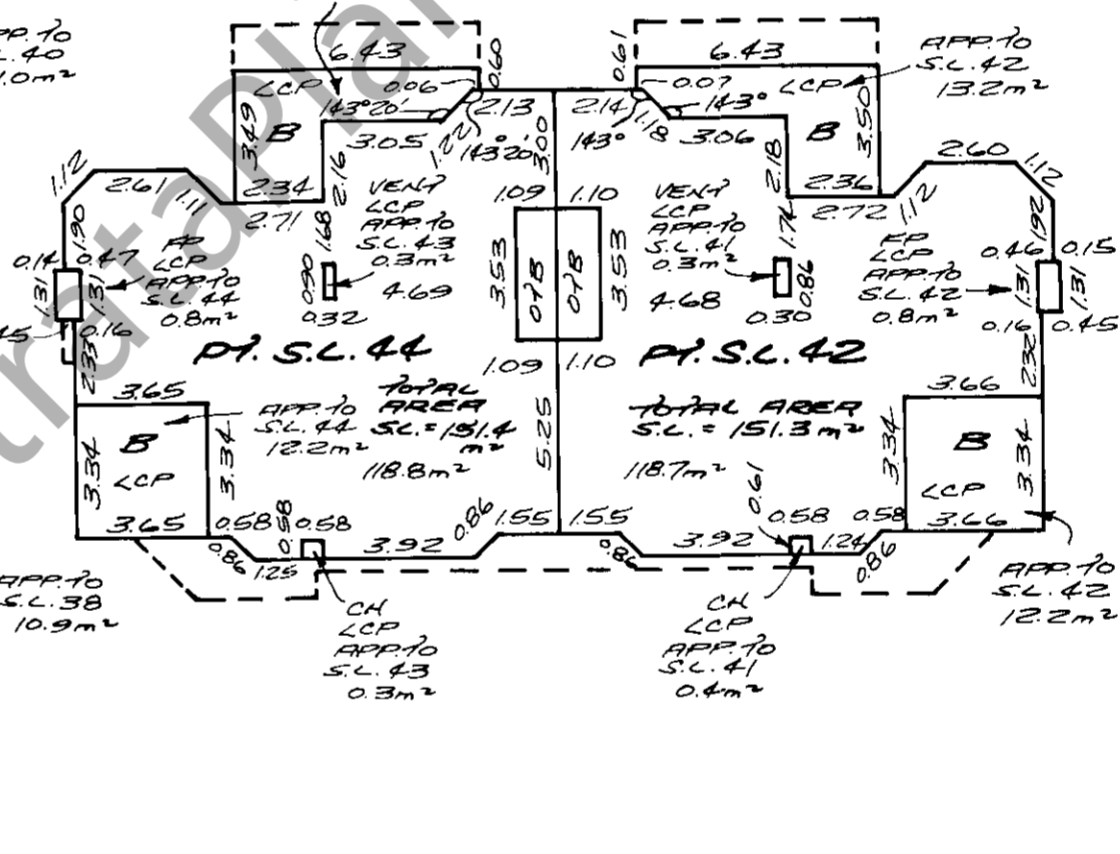 APP. TO
S.L. 40
1.0m²
6.43
0.60
0.61
6.43
APP. TO
S.L. 42
13.2m²
LCP
0.06
143°20'
2.13
2.14
0.07
143°
LCP
3.49
B
3.05
1.22
143°20'
3.00
143°
1.18
3.06
B
3.50
1.12
2.61
1.11
2.34
2.71
2.16
VENT
LCP
APP. TO
S.L. 43
0.3m²
1.09
1.10
VENT
LCP
APP. TO
S.L. 41
0.3m²
2.18
2.36
2.72
1.12
2.60
1.12
1.90
1.68
1.92
0.14
0.47
FP
LCP
APP. TO
S.L. 44
0.8m²
1.31
1.31
0.90
0.32
4.69
3.53
OTB
OTB
3.53
4.68
0.86
0.30
FP
LCP
APP. TO
S.L. 42
0.8m²
0.46
0.15
1.31
1.31
45
0.16
2.33
0.16
0.45
2.32
PT. S.L. 44
1.09
1.10
PT. S.L. 42
3.65
APP. TO
S.L. 44
12.2m²
TOTAL
AREA
S.L. = 151.4
m²
118.8m²
5.25
TOTAL AREA
S.L. = 151.3m²
118.7m²
3.66
3.34
B
LCP
3.34
3.65
3.34
B
LCP
3.34
3.66
0.58
0.58
0.58
0.86
1.25
3.92
0.86
1.55
1.55
0.86
3.92
0.61
0.58
0.58
1.24
0.86
APP. TO
S.L. 38
10.9m²
CH
LCP
APP. TO
S.L. 43
0.3m²
CH
LCP
APP. TO
S.L. 41
0.4m²
APP. TO
S.L. 42
12.2m²
trataPla